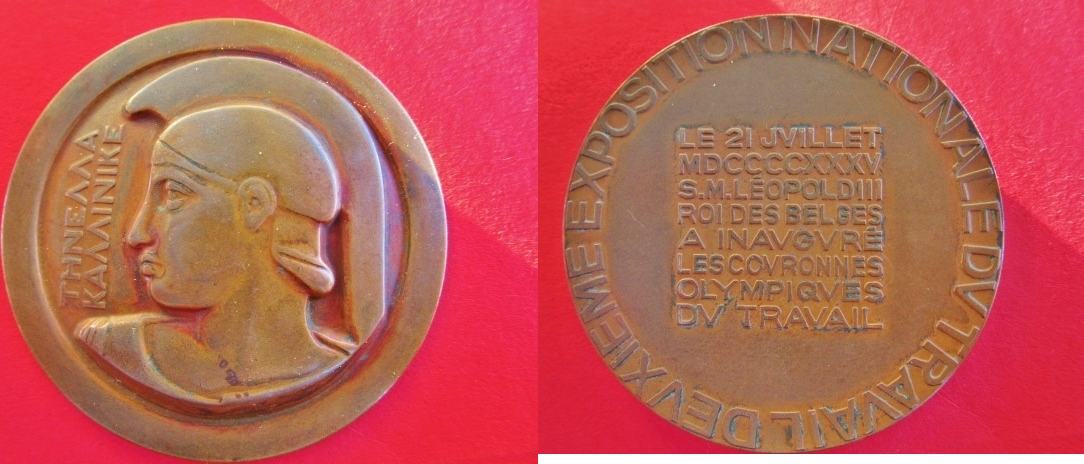 ΤΗΝΕΛΛΑ
ΚΑΛΛΙΝΙΚΕ
DEVXIEME EXPOSITION NATIONALE DV TRAVAIL
LE 21 JVILLET
MDCCCCXXXV
S.M.LÉOPOLD III
ROI DES BELGES
A INAVGVRÉ
LES COVRONNES
OLYMPIQVES
DV TRAVAIL